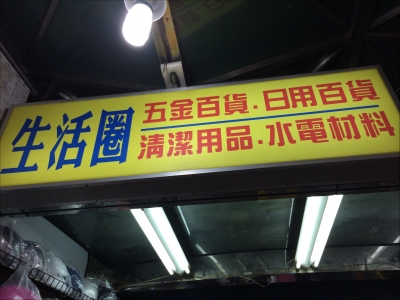 生活圈
五金百貨.日用百貨
清潔用品.水電材料